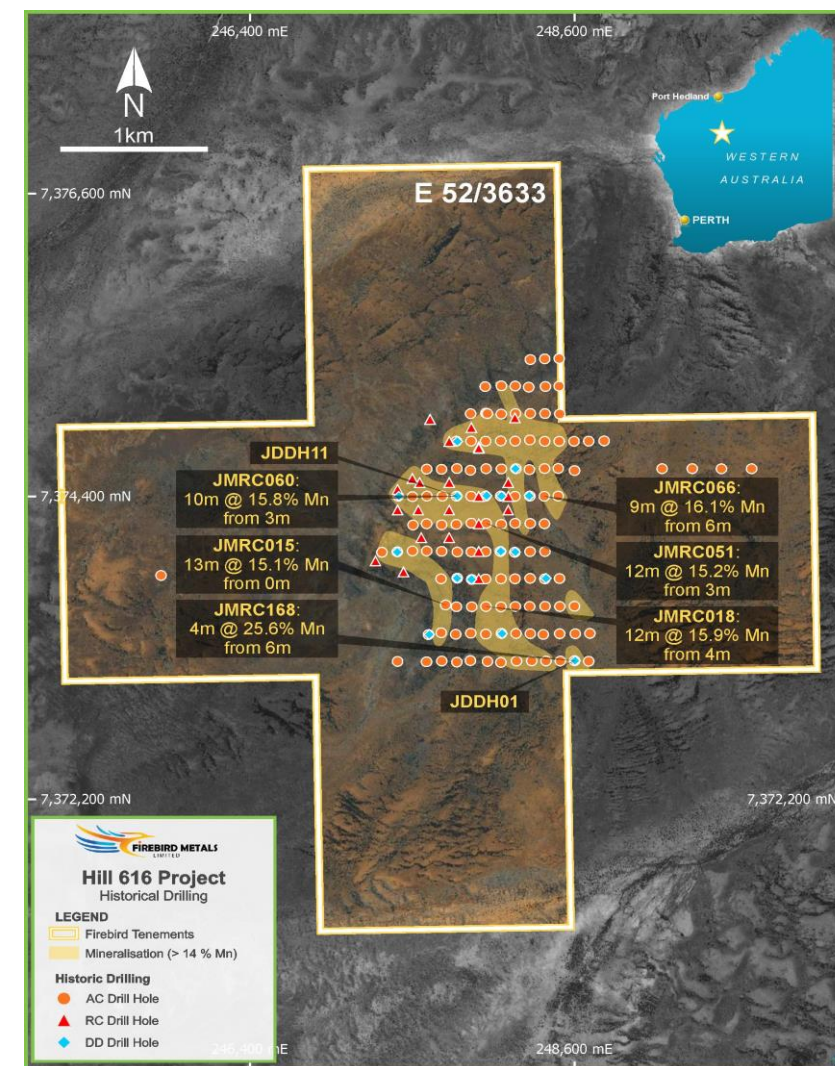 246,400 mE
248,600 mE
N
1km
Port Hedland
WESTERN
AUSTRALIA
PERTH
7,376,600 mN
E 52/3633
JDDH11
JMRC060:
10m @ 15.8% Mn
from 3m
JMRC066:
9m @ 16.1% Mn
from 6m
7,374,400 mN
JMRC015:
13m @ 15.1% Mn
from 0m
JMRC051:
12m @ 15.2% Mn
from 3m
JMRC168:
4m @ 25.6% Mn
from 6m
JMRC018:
12m @ 15.9% Mn
from 4m
JDDH01
7,372,200 mN
7,372,200 mN
FIREBIRD METALS
LIMITED
Hill 616 Project
Historical Drilling
LEGEND
Firebird Tenements
Mineralisation (> 14 % Mn)
Historic Drilling
AC Drill Hole
RC Drill Hole
DD Drill Hole
246,400 mE
248,600 mE